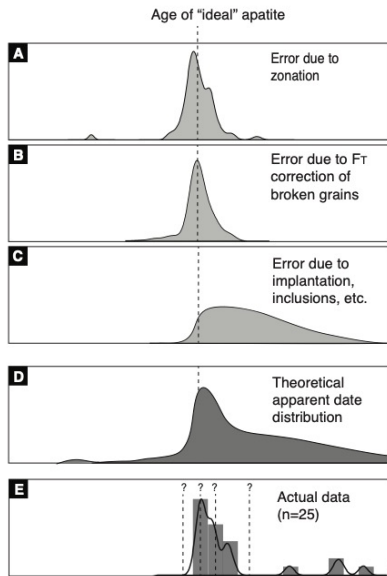 Age of “ideal” apatite
A
Error due to
zonation
B
Error due to FT
correction of
broken grains
C
Error due to
implantation,
inclusions, etc.
D
Theoretical
apparent date
distribution
E
? ? ? ?
Actual data
(n=25)